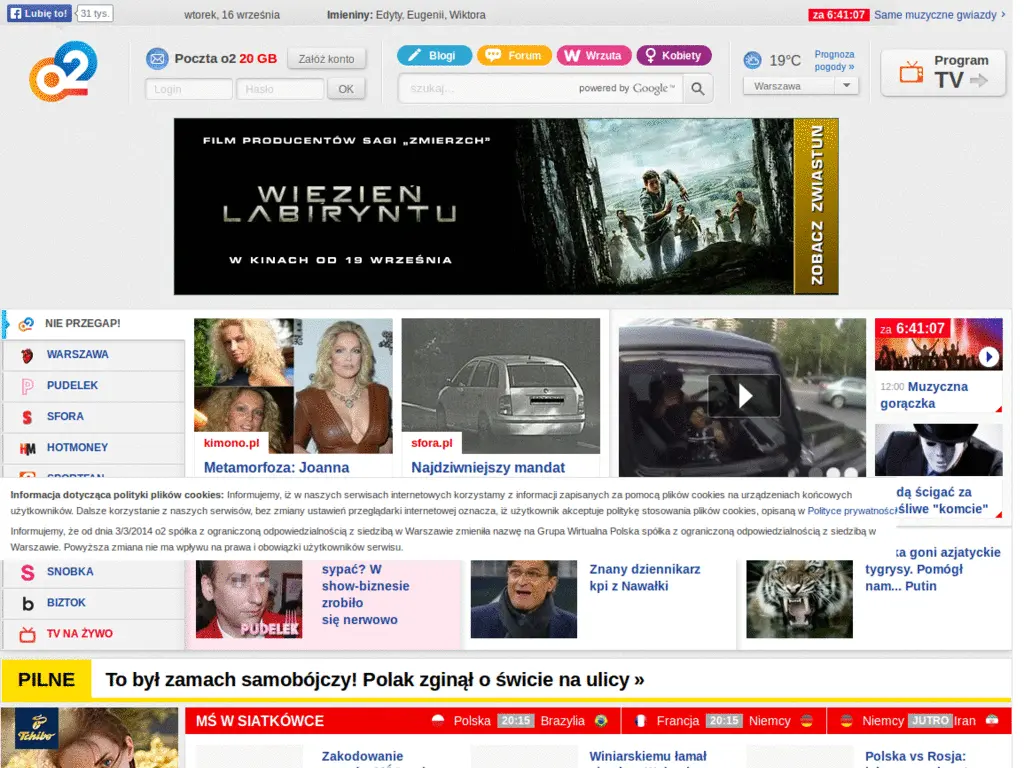 Lubię to! 31 tys.
wtorek, 16 września
Imieniny: Edyty, Eugenii, Wiktora
za 6:41:07 Same muzyczne gwiazdy ›
o2
Poczta o2 20 GB
Załóż konto
Login
Hasło
OK
Blogi
Forum
Wrzuta
Kobiety
szukaj...
powered by Google™
19°C
Prognoza
pogody »
Warszawa
Program
TV
FILM PRODUCENTÓW SAGI „ZMIERZCH”
WIĘZIEŃ
LABIRYNTU
W KINACH OD 19 WRZEŚNIA
ZOBACZ ZWIASTUN
NIE PRZEGAP!
WARSZAWA
PUDELEK
SFORA
HOTMONEY
kimono.pl
Metamorfoza: Joanna
sfora.pl
Najdziwniejszy mandat
za 6:41:07
12:00 Muzyczna
gorączka
dą ścigać za
śliwe "komcie"
Informacja dotycząca polityki plików cookies: Informujemy, iż w naszych serwisach internetowych korzystamy z informacji zapisanych za pomocą plików cookies na urządzeniach końcowych
użytkowników. Dalsze korzystanie z naszych serwisów, bez zmiany ustawień przeglądarki internetowej oznacza, iż użytkownik akceptuje politykę stosowania plików cookies, opisaną w Polityce prywatności
Informujemy, że od dnia 3/3/2014 o2 spółka z ograniczoną odpowiedzialnością z siedzibą w Warszawie zmieniła nazwę na Grupa Wirtualna Polska spółka z ograniczoną odpowiedzialnością z siedzibą w
Warszawie. Powyższa zmiana nie ma wpływu na prawa i obowiązki użytkowników serwisu.
SNOBKA
BIZTOK
TV NA ŻYWO
PUDELEK
sypać? W
show-biznesie
zrobiło
się nerwowo
Znany dziennikarz
kpi z Nawałki
ka goni azjatyckie
tygrysy. Pomógł
nam... Putin
PILNE
To był zamach samobójczy! Polak zginął o świcie na ulicy »
Tchibo
MŚ W SIATKÓWCE
Polska 20:15 Brazylia
Francja 20:15 Niemcy
Niemcy JUTRO Iran
Zakodowanie
Winiarskiemu łamał
Polska vs Rosja: